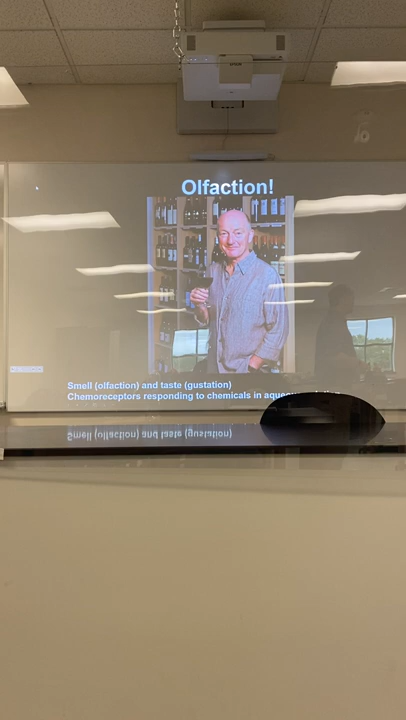 Olfaction!
Smell (olfaction) and taste (gustation)
Chemoreceptors responding to chemicals in